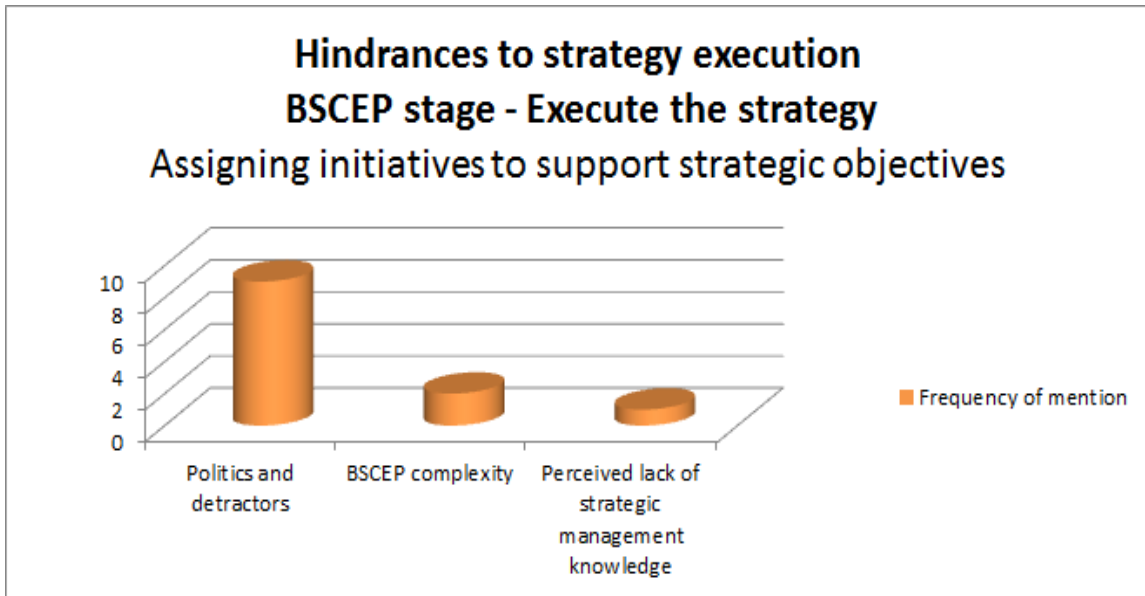 Hindrances to strategy execution
BSCEP stage - Execute the strategy
Assigning initiatives to support strategic objectives
10
8
6
4
2
0
Politics and
detractors
BSCEP complexity
Perceived lack of
strategic
management
knowledge
Frequency of mention